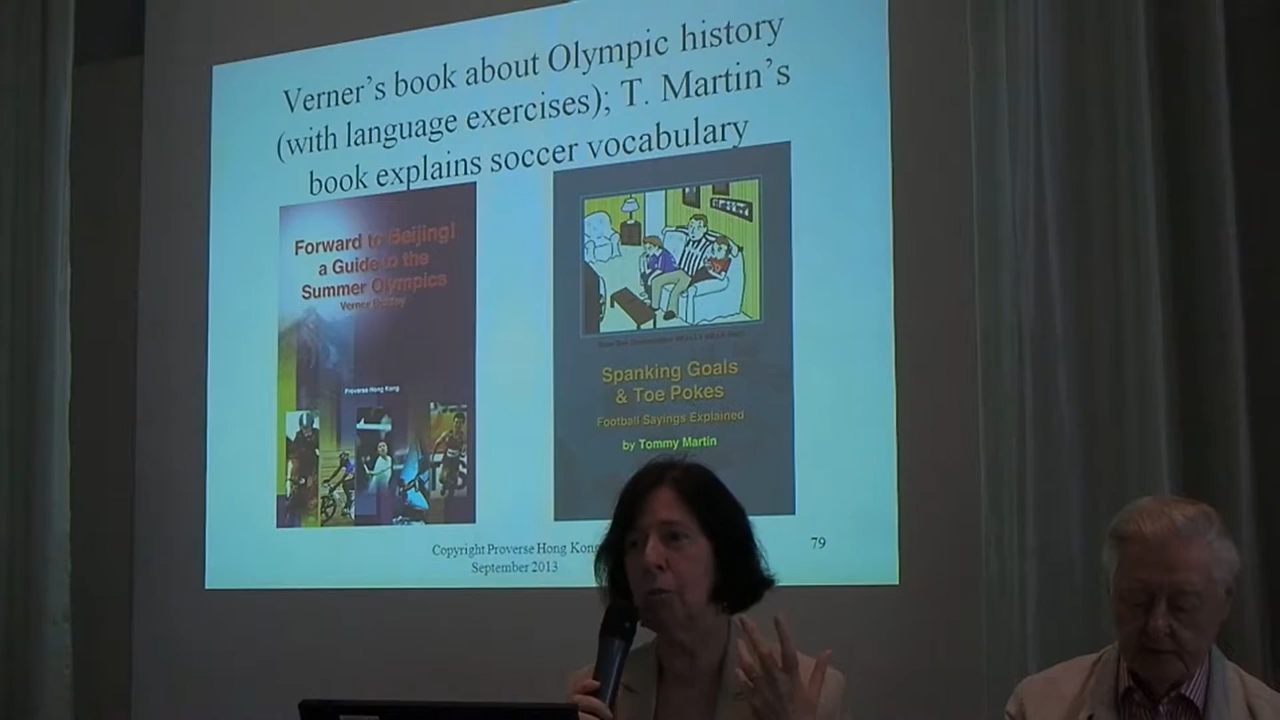 Verner's book about Olympic history
(with language exercises); T. Martin's
book explains soccer vocabulary
Forward to Beijing!
a Guide to the
Summer Olympics
Verner
Proverse Hong Kong
Spanking Goals
& Toe Pokes
Football Sayings Explained
by Tommy Martin
Copyright Proverse Hong Kong
September 2013
79